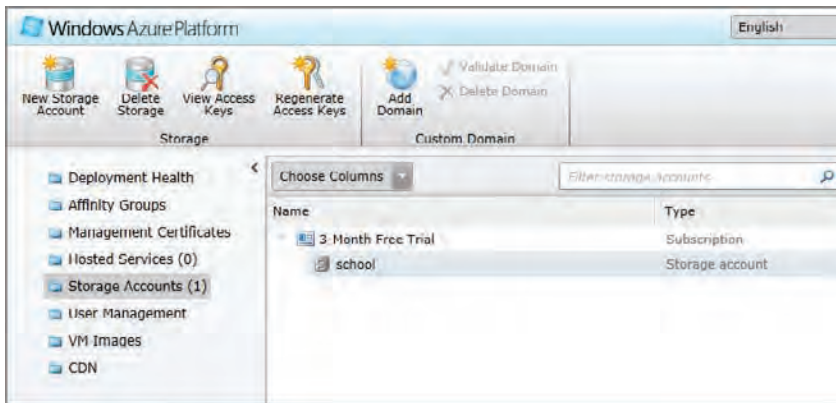 Windows Azure Platform
English
New Storage Account
Delete Storage
View Access Keys
Regenerate Access Keys
Add Domain
Validate Domain
Delete Domain
Storage
Custom Domain
Deployment Health
Affinity Groups
Management Certificates
Hosted Services (0)
Storage Accounts (1)
User Management
VM Images
CDN
Choose Columns
Filter storage accounts
Name
Type
3-Month Free Trial
Subscription
school
Storage account